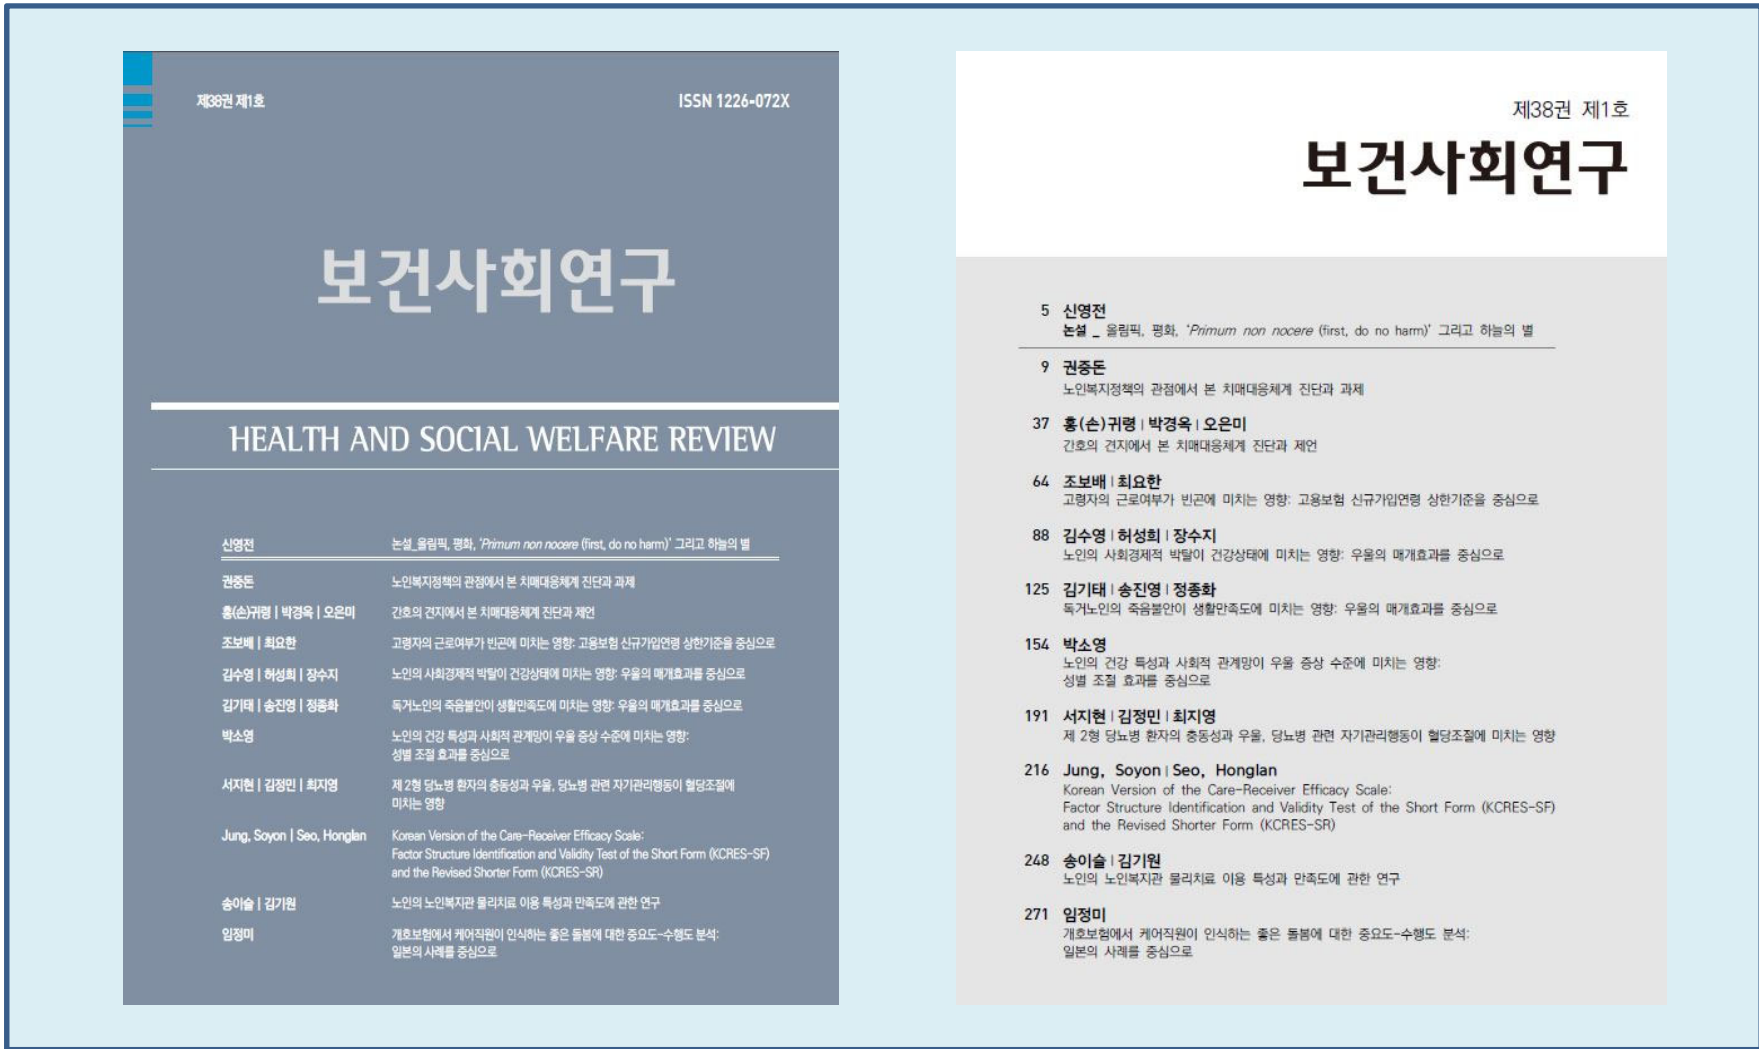 제38권 제1호
ISSN 1226-072X
보건사회연구
HEALTH AND SOCIAL WELFARE REVIEW
신영전 논설_올림픽, 평화, ‘Primum non nocere (first, do no harm)’ 그리고 하늘의 별
권중돈 노인복지정책의 관점에서 본 치매대응체계 진단과 과제
홍(손)귀령 | 박경옥 | 오은미 간호의 견지에서 본 치매대응체계 진단과 제언
조보배 | 최요한 고령자의 근로여부가 빈곤에 미치는 영향: 고용보험 신규가입연령 상한기준을 중심으로
김수영 | 허성희 | 장수지 노인의 사회경제적 박탈이 건강상태에 미치는 영향: 우울의 매개효과를 중심으로
김기태 | 송진영 | 정종화 독거노인의 죽음불안이 생활만족도에 미치는 영향: 우울의 매개효과를 중심으로
박소영 노인의 건강 특성과 사회적 관계망이 우울 증상 수준에 미치는 영향:
성별 조절 효과를 중심으로
서지현 | 김정민 | 최지영 제 2형 당뇨병 환자의 충동성과 우울, 당뇨병 관련 자기관리행동이 혈당조절에
미치는 영향
Jung, Soyon | Seo, Honglan Korean Version of the Care-Receiver Efficacy Scale:
Factor Structure Identification and Validity Test of the Short Form (KCRES-SF)
and the Revised Shorter Form (KCRES-SR)
송이슬 | 김기원 노인의 노인복지관 물리치료 이용 특성과 만족도에 관한 연구
임정미 개호보험에서 케어직원이 인식하는 좋은 돌봄에 대한 중요도-수행도 분석:
일본의 사례를 중심으로
제38권 제1호
보건사회연구
5 신영전
논설 _ 올림픽, 평화, ‘Primum non nocere (first, do no harm)’ 그리고 하늘의 별
9 권중돈
노인복지정책의 관점에서 본 치매대응체계 진단과 과제
37 홍(손)귀령 | 박경옥 | 오은미
간호의 견지에서 본 치매대응체계 진단과 제언
64 조보배 | 최요한
고령자의 근로여부가 빈곤에 미치는 영향: 고용보험 신규가입연령 상한기준을 중심으로
88 김수영 | 허성희 | 장수지
노인의 사회경제적 박탈이 건강상태에 미치는 영향: 우울의 매개효과를 중심으로
125 김기태 | 송진영 | 정종화
독거노인의 죽음불안이 생활만족도에 미치는 영향: 우울의 매개효과를 중심으로
154 박소영
노인의 건강 특성과 사회적 관계망이 우울 증상 수준에 미치는 영향:
성별 조절 효과를 중심으로
191 서지현 | 김정민 | 최지영
제 2형 당뇨병 환자의 충동성과 우울, 당뇨병 관련 자기관리행동이 혈당조절에 미치는 영향
216 Jung, Soyon | Seo, Honglan
Korean Version of the Care-Receiver Efficacy Scale:
Factor Structure Identification and Validity Test of the Short Form (KCRES-SF)
and the Revised Shorter Form (KCRES-SR)
248 송이슬 | 김기원
노인의 노인복지관 물리치료 이용 특성과 만족도에 관한 연구
271 임정미
개호보험에서 케어직원이 인식하는 좋은 돌봄에 대한 중요도-수행도 분석:
일본의 사례를 중심으로